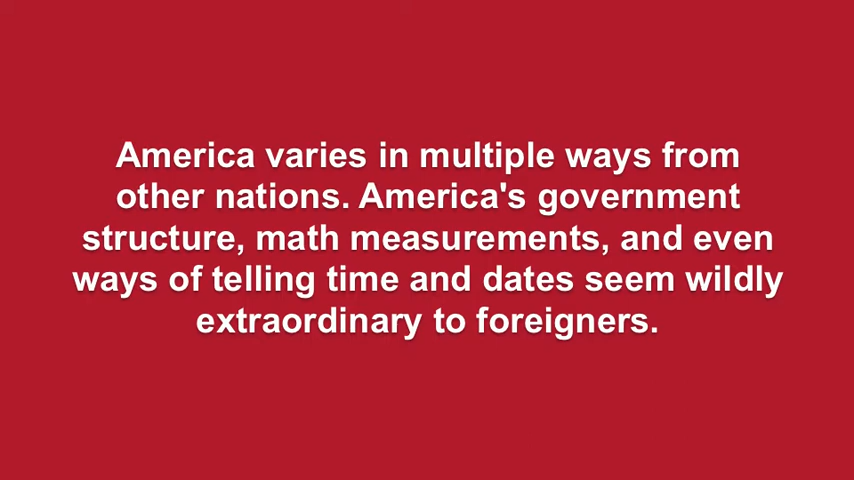 America varies in multiple ways from
other nations. America's government
structure, math measurements, and even
ways of telling time and dates seem wildly
extraordinary to foreigners.